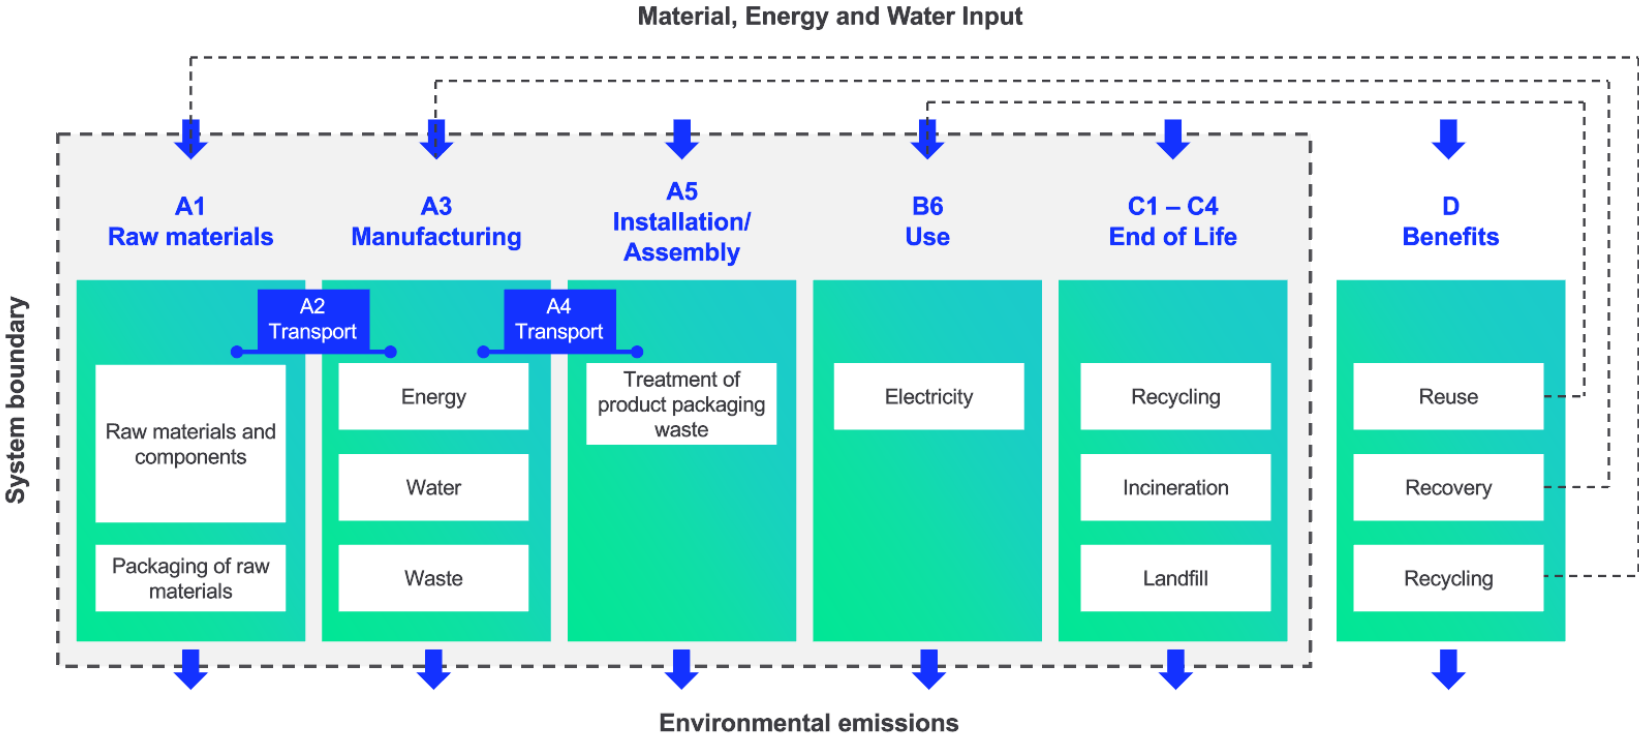 Material, Energy and Water Input
System boundary
A1
Raw materials
A3
Manufacturing
A5
Installation/
Assembly
B6
Use
C1 – C4
End of Life
D
Benefits
A2
Transport
A4
Transport
Raw materials and
components
Packaging of raw
materials
Energy
Water
Waste
Treatment of
product packaging
waste
Electricity
Recycling
Incineration
Landfill
Reuse
Recovery
Recycling
Environmental emissions